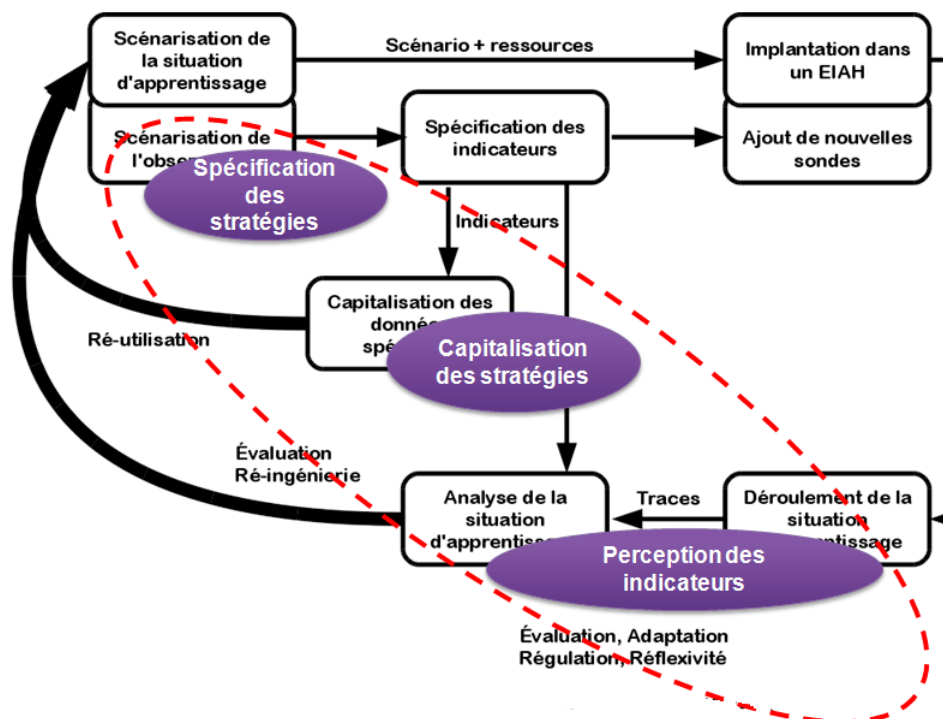 Scénarisation de
la situation
d'apprentissage
Scénario + ressources
Implantation dans
un EIAH
Scénarisation de
Spécification des
indicateurs
Ajout de nouvelles
sondes
Spécification
des
stratégies
Indicateurs
Capitalisation des
Ré-utilisation
Capitalisation
des stratégies
Évaluation
Ré-ingénierie
Analyse de la
situation
Traces
Déroulement de la
situation
Perception des
indicateurs
Évaluation, Adaptation
Régulation, Réflexivité